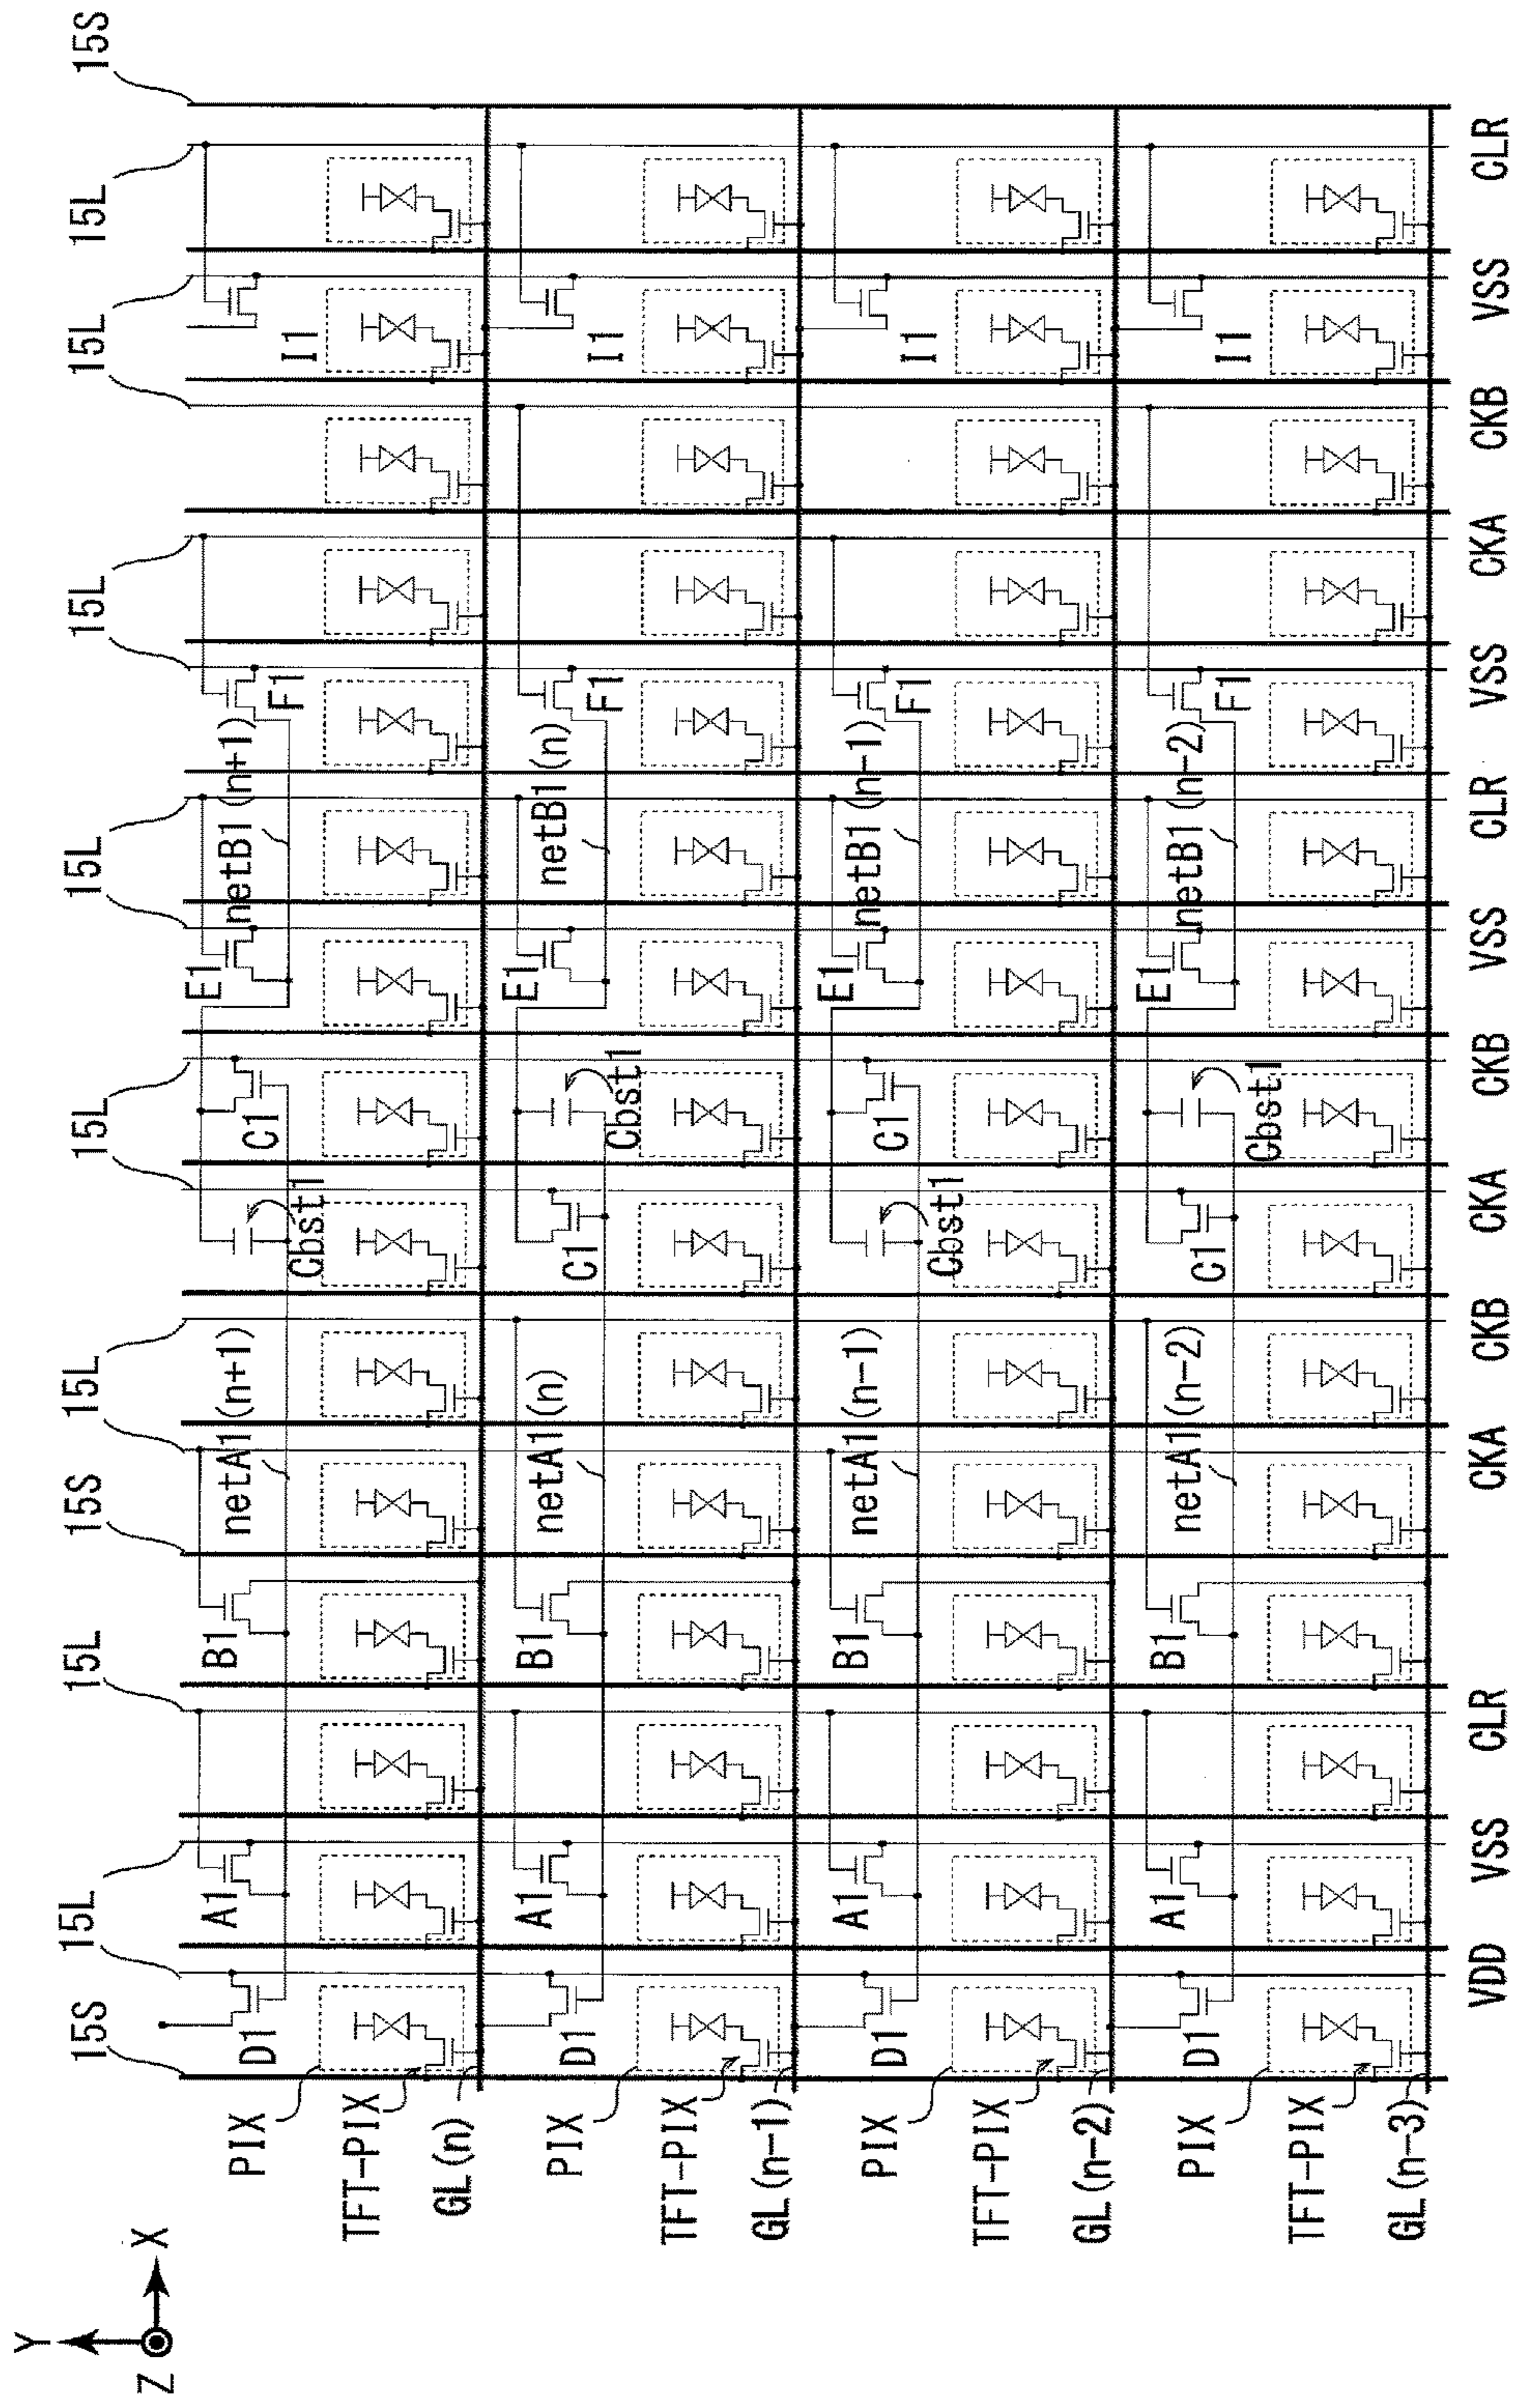 15S 15L 15L 15S 15L 15L 15L 15L 15L 15L 15S
Y
X
Z
PIX D1 A1 B1 netA1(n+1) Cbst1 C1 E1 netB1(n+1) F1 I1
TFT-PIX
GL(n)
PIX D1 A1 B1 netA1(n) C1 Cbst1 E1 netB1(n) F1 I1
TFT-PIX
GL(n-1)
PIX D1 A1 B1 netA1(n-1) Cbst1 C1 E1 netB1(n-1) F1 I1
TFT-PIX
GL(n-2)
PIX D1 A1 B1 netA1(n-2) C1 Cbst1 E1 netB1(n-2) F1 I1
TFT-PIX
GL(n-3)
VDD VSS CLR CKA CKB CKA CKB VSS CLR VSS CKA CKB VSS CLR